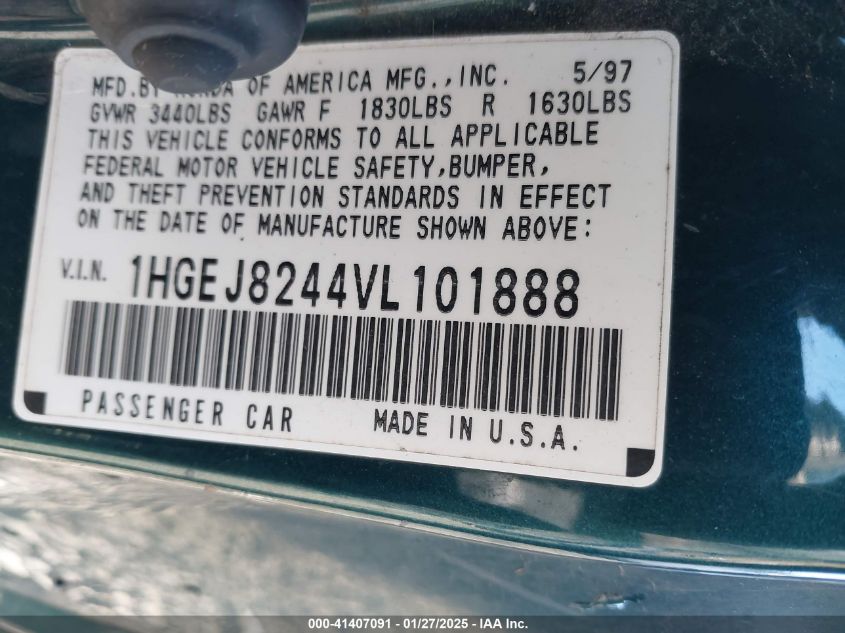 MFD.BY HONDA OF AMERICA MFG.,INC. 5/97
GVWR 3440LBS GAWR F 1830LBS R 1630LBS
THIS VEHICLE CONFORMS TO ALL APPLICABLE
FEDERAL MOTOR VEHICLE SAFETY,BUMPER,
AND THEFT PREVENTION STANDARDS IN EFFECT
ON THE DATE OF MANUFACTURE SHOWN ABOVE:
V.I.N. 1HGEJ8244VL101888
PASSENGER CAR MADE IN U.S.A.
000-41407091 - 01/27/2025 - IAA Inc.